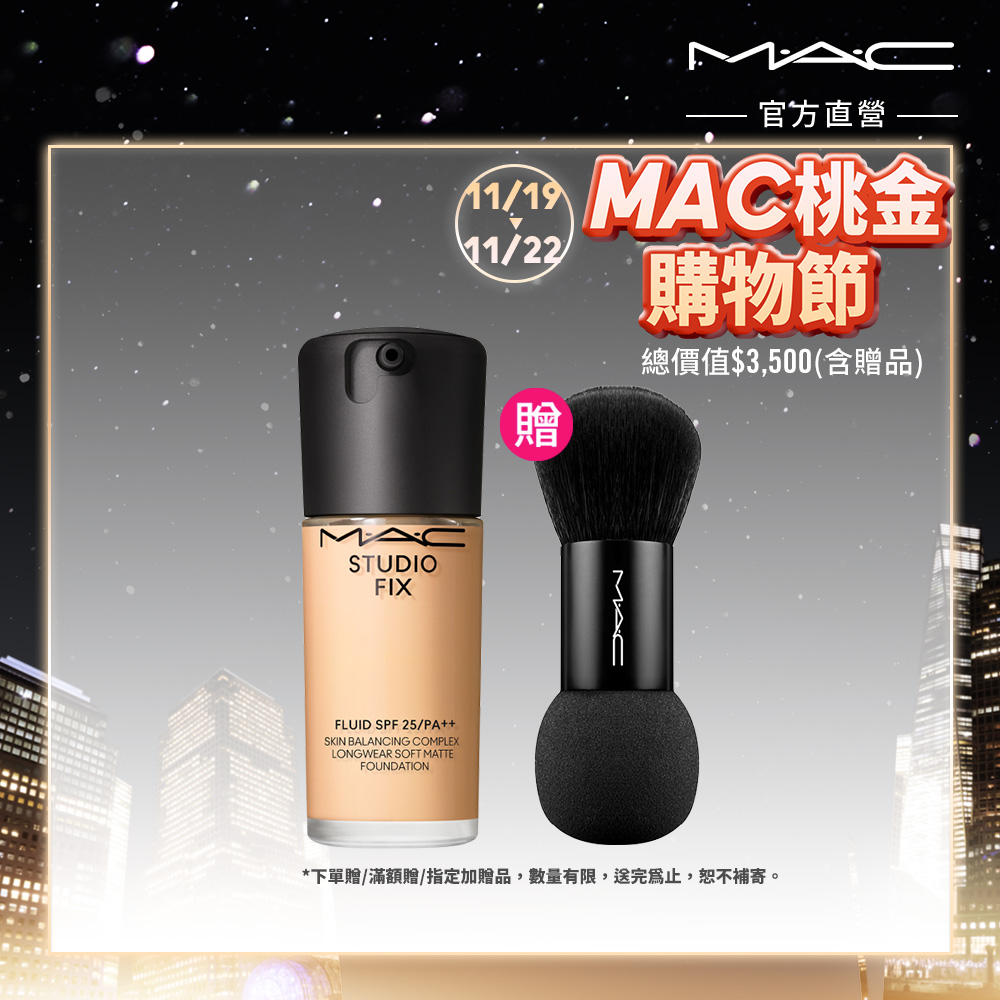 MAC
官方直營
11/19
11/22
MAC桃金
購物節
總價值$3,500(含贈品)
贈
MAC
STUDIO
FIX
FLUID SPF 25/PA++
SKIN BALANCING COMPLEX
LONGWEAR SOFT MATTE
FOUNDATION
MAC
*下單贈/滿額贈/指定加贈品，數量有限，送完為止，恕不補寄。